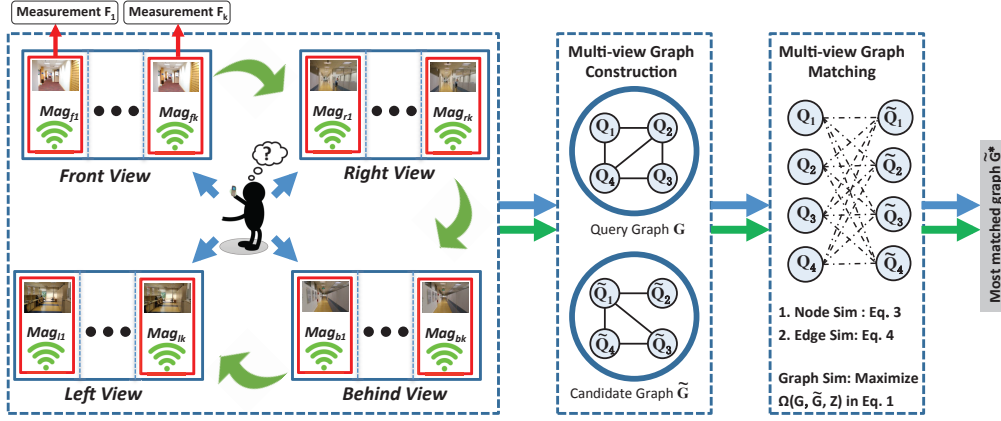 Measurement F1
Measurement Fk
Magf1
Magfk
Front View
Magr1
Magrk
Right View
?
Magl1
Maglk
Left View
Magb1
Magbk
Behind View
Multi-view Graph
Construction
Q1
Q2
Q4
Q3
Query Graph G
Q̃1
Q̃2
Q̃4
Q̃3
Candidate Graph G̃
Multi-view Graph
Matching
Q1
Q̃1
Q2
Q̃2
Q3
Q̃3
Q4
Q̃4
1. Node Sim : Eq. 3
2. Edge Sim: Eq. 4
Graph Sim: Maximize
Ω(G, G̃, Z) in Eq. 1
Most matched graph G̃*